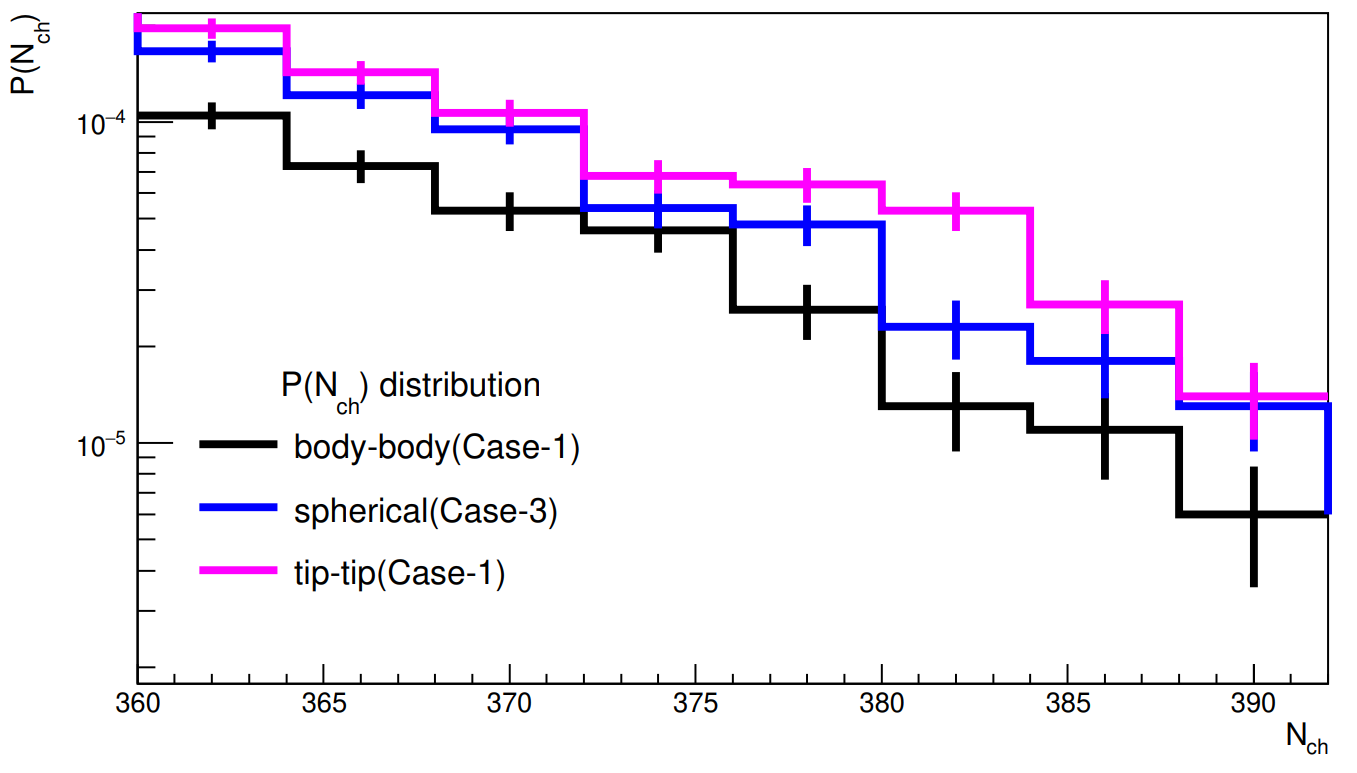 P(N_ch)
10^-4
10^-5
P(N_ch) distribution
body-body(Case-1)
spherical(Case-3)
tip-tip(Case-1)
360 365 370 375 380 385 390
N_ch